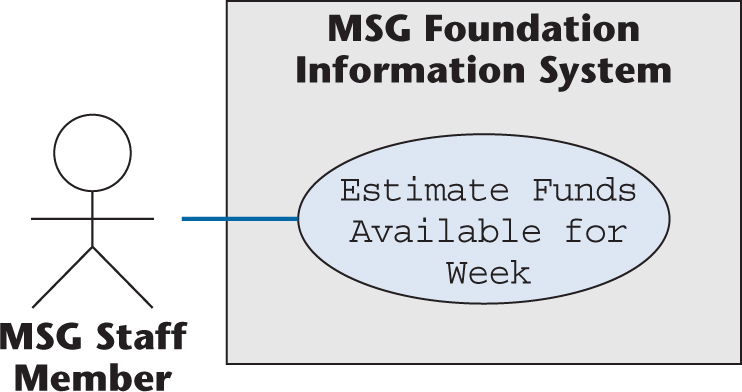 MSG Foundation
Information System
Estimate Funds
Available for
Week
MSG Staff
Member